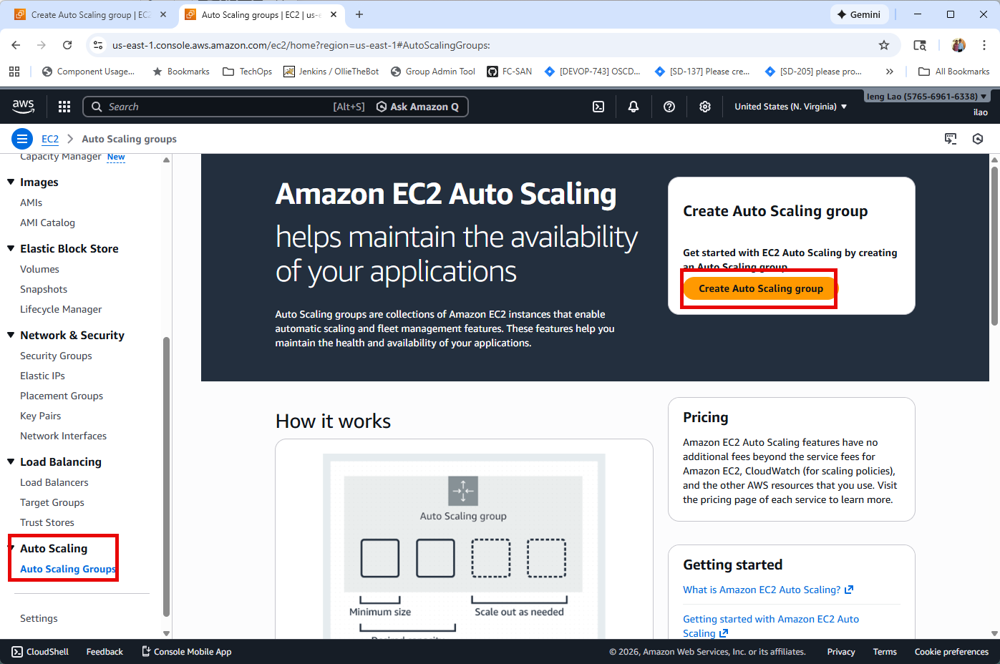 Create Auto Scaling group | EC2
Auto Scaling groups | EC2 | us-e
Gemini
us-east-1.console.aws.amazon.com/ec2/home?region=us-east-1#AutoScalingGroups:
Component Usage...
Bookmarks
TechOps
Jenkins / OllieTheBot
Group Admin Tool
FC-SAN
[DEVOP-743] OSCD...
[SD-137] Please cre...
[SD-205] please pro...
All Bookmarks
aws
Search
[Alt+S]
Ask Amazon Q
United States (N. Virginia)
Ieng Lao (5765-6961-6338)
ilao
EC2
Auto Scaling groups
Capacity Manager New
Images
AMIs
AMI Catalog
Elastic Block Store
Volumes
Snapshots
Lifecycle Manager
Network & Security
Security Groups
Elastic IPs
Placement Groups
Key Pairs
Network Interfaces
Load Balancing
Load Balancers
Target Groups
Trust Stores
Auto Scaling
Auto Scaling Groups
Settings
Amazon EC2 Auto Scaling
helps maintain the availability
of your applications
Auto Scaling groups are collections of Amazon EC2 instances that enable
automatic scaling and fleet management features. These features help you
maintain the health and availability of your applications.
Create Auto Scaling group
Get started with EC2 Auto Scaling by creating
an Auto Scaling group.
Create Auto Scaling group
How it works
Auto Scaling group
Minimum size
Scale out as needed
Desired capacity
Pricing
Amazon EC2 Auto Scaling features have no
additional fees beyond the service fees for
Amazon EC2, CloudWatch (for scaling policies),
and the other AWS resources that you use. Visit
the pricing page of each service to learn more.
Getting started
What is Amazon EC2 Auto Scaling?
Getting started with Amazon EC2 Auto
Scaling
CloudShell
Feedback
Console Mobile App
© 2026, Amazon Web Services, Inc. or its affiliates.
Privacy
Terms
Cookie preferences